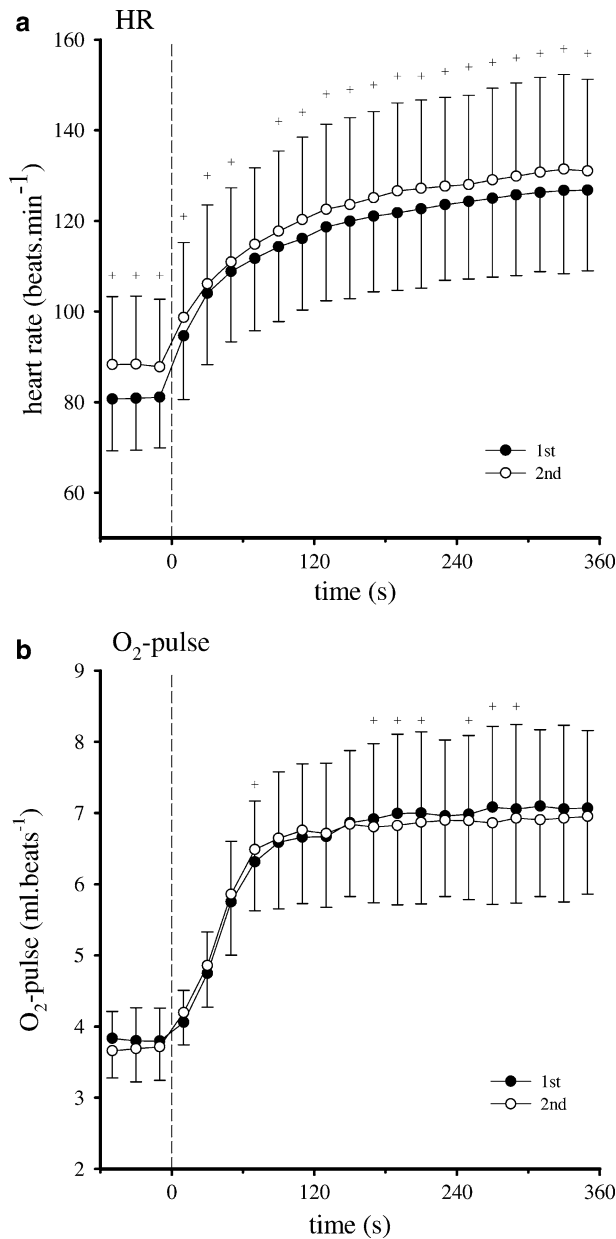 a HR
160
140
120
100
80
60
heart rate (beats.min-1)
1st
2nd
0 120 240 360
time (s)
b O2-pulse
9
8
7
6
5
4
3
2
O2-pulse (ml.beats-1)
1st
2nd
0 120 240 360
time (s)